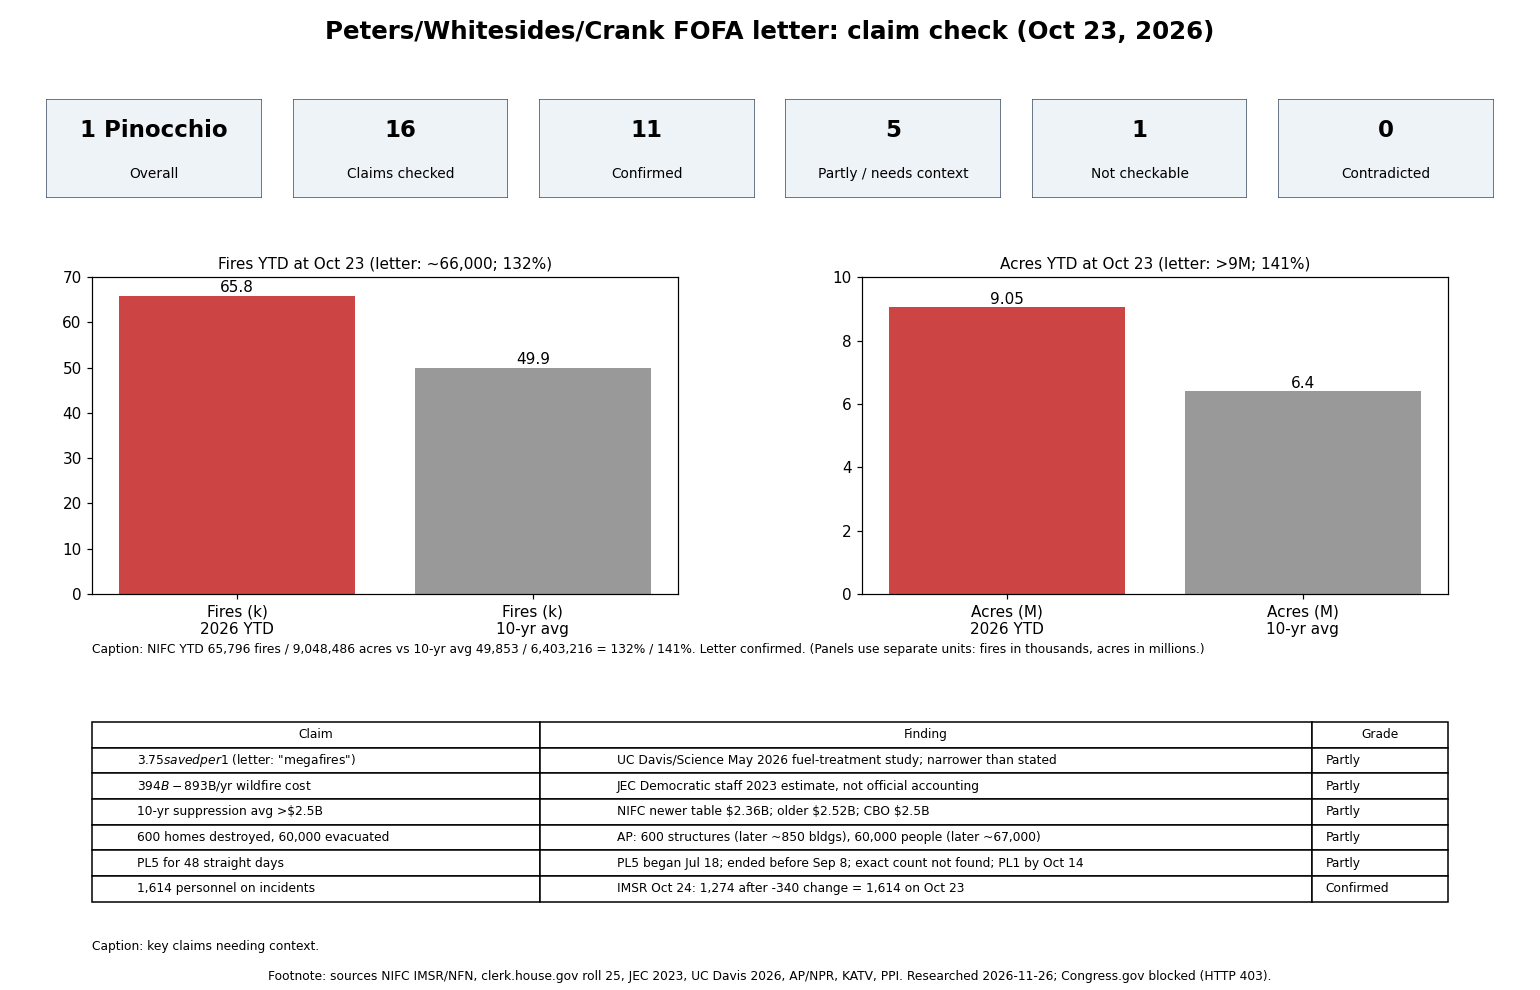 Peters/Whitesides/Crank FOFA letter: claim check (Oct 23, 2026)
1 Pinocchio
Overall
16
Claims checked
11
Confirmed
5
Partly / needs context
1
Not checkable
0
Contradicted
Fires YTD at Oct 23 (letter: ~66,000; 132%)
70
60
50
40
30
20
10
0
65.8
49.9
Fires (k)
2026 YTD
Fires (k)
10-yr avg
Acres YTD at Oct 23 (letter: >9M; 141%)
10
8
6
4
2
0
9.05
6.4
Acres (M)
2026 YTD
Acres (M)
10-yr avg
Caption: NIFC YTD 65,796 fires / 9,048,486 acres vs 10-yr avg 49,853 / 6,403,216 = 132% / 141%. Letter confirmed. (Panels use separate units: fires in thousands, acres in millions.)
Claim Finding Grade
3.75savedper1 (letter: "megafires") UC Davis/Science May 2026 fuel-treatment study; narrower than stated Partly
394B − 893B/yr wildfire cost JEC Democratic staff 2023 estimate, not official accounting Partly
10-yr suppression avg >$2.5B NIFC newer table $2.36B; older $2.52B; CBO $2.5B Partly
600 homes destroyed, 60,000 evacuated AP: 600 structures (later ~850 bldgs), 60,000 people (later ~67,000) Partly
PL5 for 48 straight days PL5 began Jul 18; ended before Sep 8; exact count not found; PL1 by Oct 14 Partly
1,614 personnel on incidents IMSR Oct 24: 1,274 after -340 change = 1,614 on Oct 23 Confirmed
Caption: key claims needing context.
Footnote: sources NIFC IMSR/NFN, clerk.house.gov roll 25, JEC 2023, UC Davis 2026, AP/NPR, KATV, PPI. Researched 2026-11-26; Congress.gov blocked (HTTP 403).